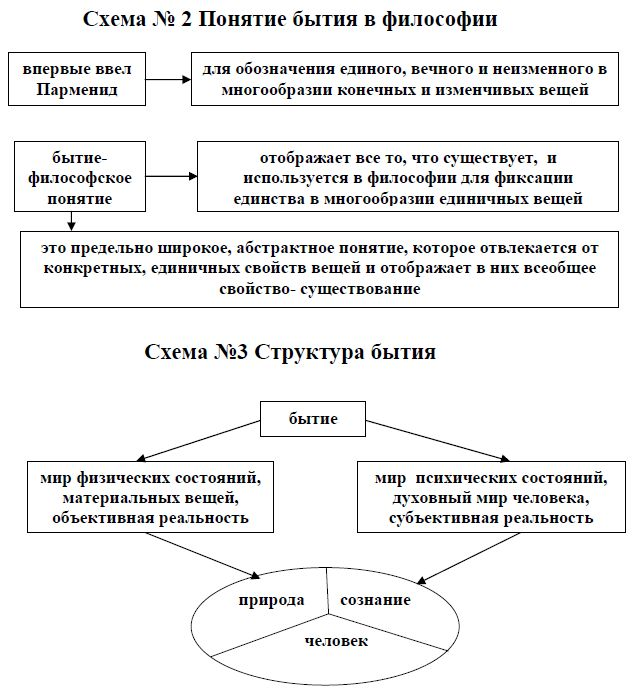 Схема № 2 Понятие бытия в философии
впервые ввел
Парменид
для обозначения единого, вечного и неизменного в
многообразии конечных и изменчивых вещей
бытие-
философское
понятие
отображает все то, что существует, и
используется в философии для фиксации
единства в многообразии единичных вещей
это предельно широкое, абстрактное понятие, которое отвлекается от
конкретных, единичных свойств вещей и отображает в них всеобщее
свойство- существование
Схема №3 Структура бытия
бытие
мир физических состояний,
материальных вещей,
объективная реальность
мир психических состояний,
духовный мир человека,
субъективная реальность
природа
сознание
человек